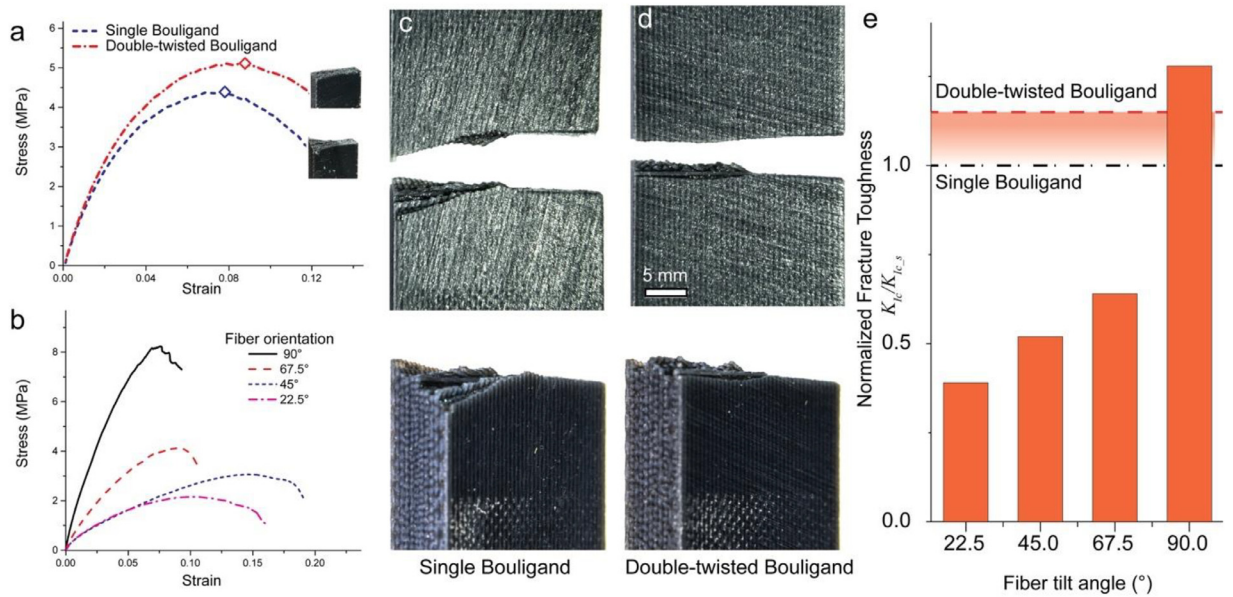 a
Single Bouligand
Double-twisted Bouligand
6
5
4
3
2
1
0
0.00
0.04
0.08
0.12
Stress (MPa)
Strain
b
Fiber orientation
90°
67.5°
45°
22.5°
8
6
4
2
0
0.00
0.05
0.10
0.15
0.20
Stress (MPa)
Strain
c
d
5 mm
Single Bouligand
Double-twisted Bouligand
e
Double-twisted Bouligand
Single Bouligand
1.0
0.5
0.0
Normalized Fracture Toughness
K_{Ic}/K_{Ic_s}
22.5
45.0
67.5
90.0
Fiber tilt angle (°)